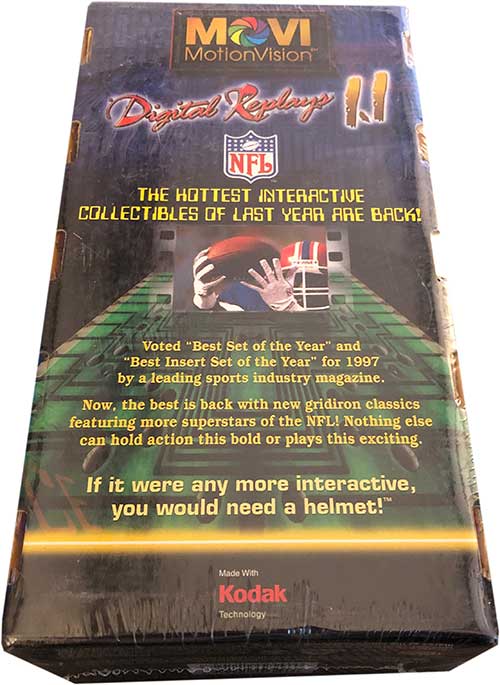 MOVI
MotionVision℠
Digital Replays 1.1
NFL
THE HOTTEST INTERACTIVE
COLLECTIBLES OF LAST YEAR ARE BACK!
Voted “Best Set of the Year” and
“Best Insert Set of the Year” for 1997
by a leading sports industry magazine.
Now, the best is back with new gridiron classics
featuring more superstars of the NFL! Nothing else
can hold action this bold or plays this exciting.
If it were any more interactive,
you would need a helmet!™
Made With
Kodak
Technology